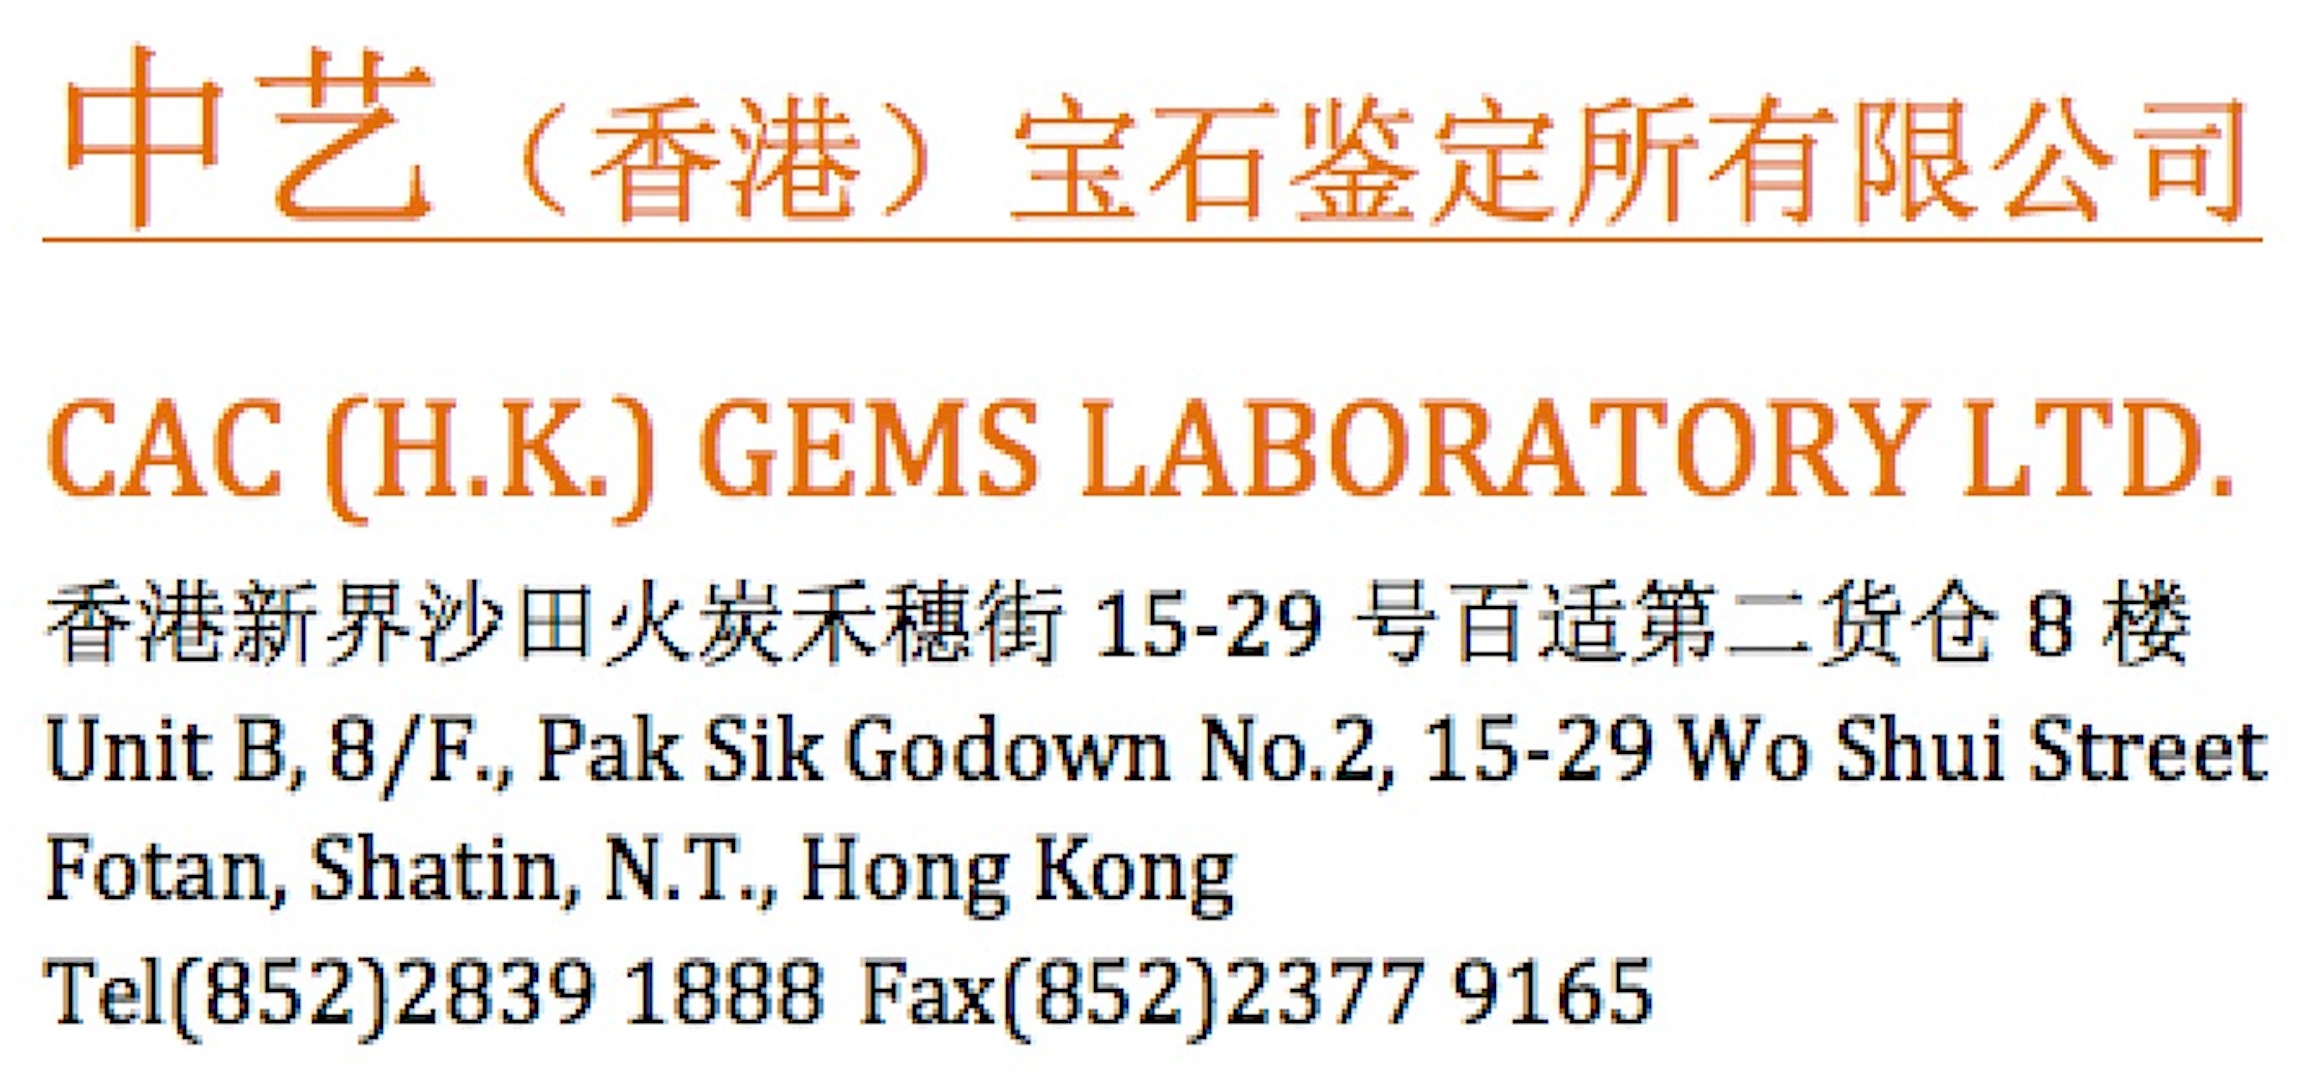 中艺（香港）宝石鉴定所有限公司
CAC (H.K.) GEMS LABORATORY LTD.
香港新界沙田火炭禾穗街 15-29 号百适第二货仓 8 楼
Unit B, 8/F., Pak Sik Godown No.2, 15-29 Wo Shui Street
Fotan, Shatin, N.T., Hong Kong
Tel(852)2839 1888 Fax(852)2377 9165